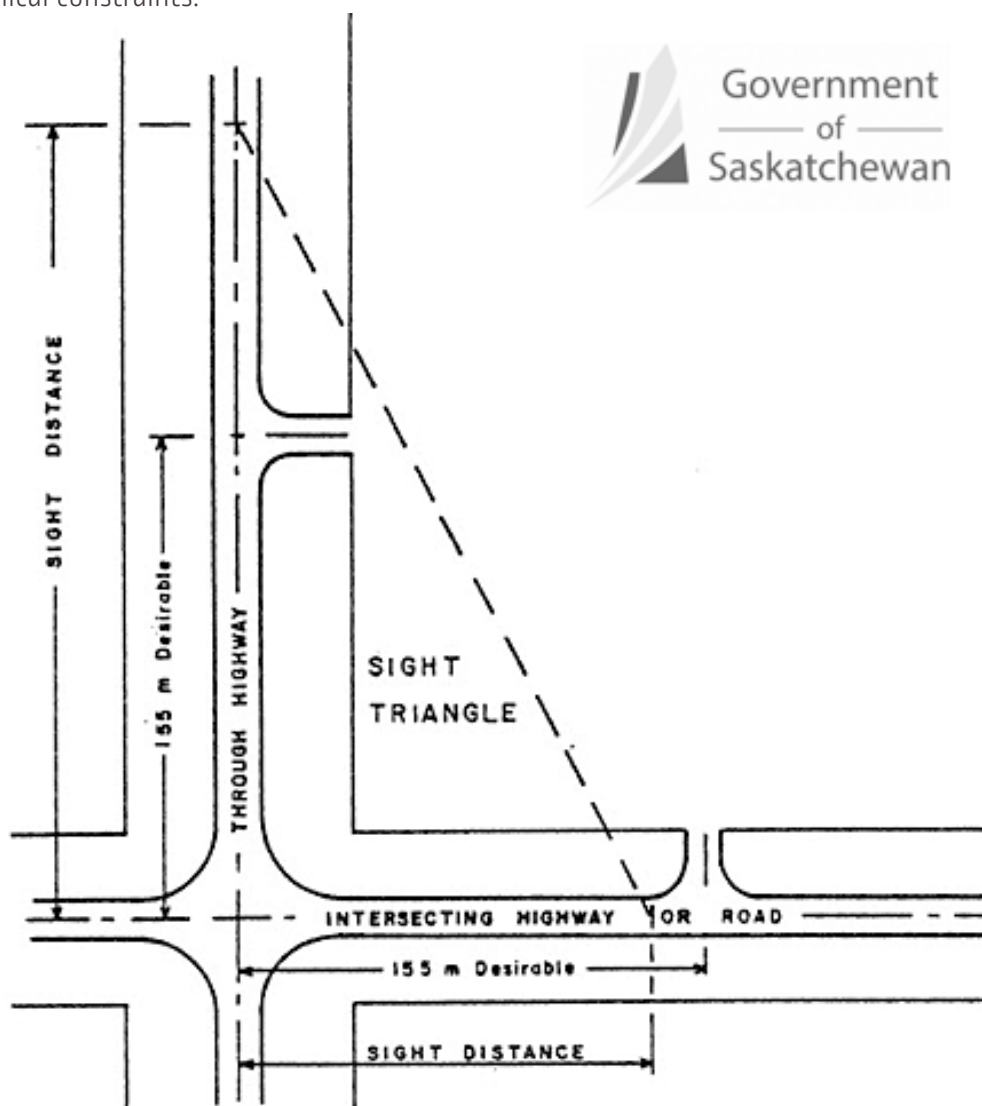 Government
of
Saskatchewan
SIGHT DISTANCE
155 m Desirable
THROUGH HIGHWAY
SIGHT
TRIANGLE
INTERSECTING HIGHWAY OR ROAD
155 m Desirable
SIGHT DISTANCE